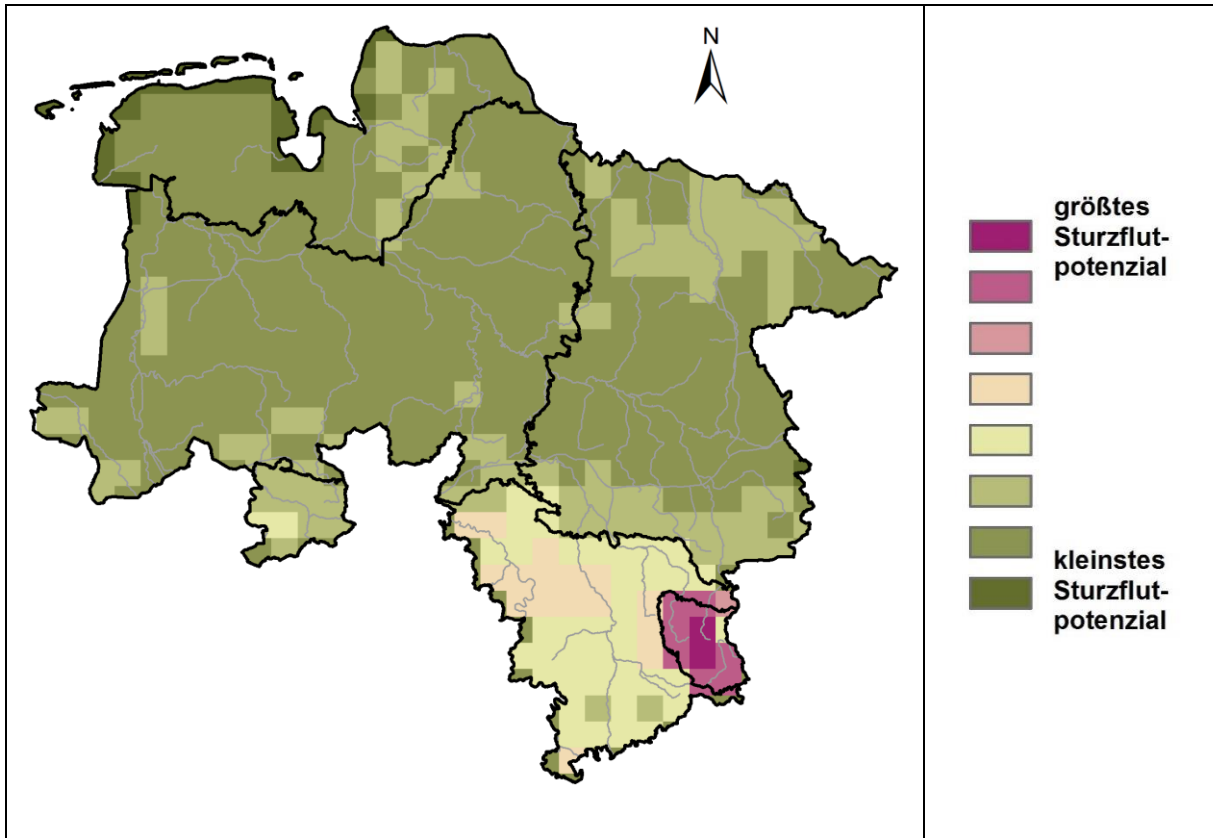 N
größtes
Sturzflut-
potenzial
kleinstes
Sturzflut-
potenzial